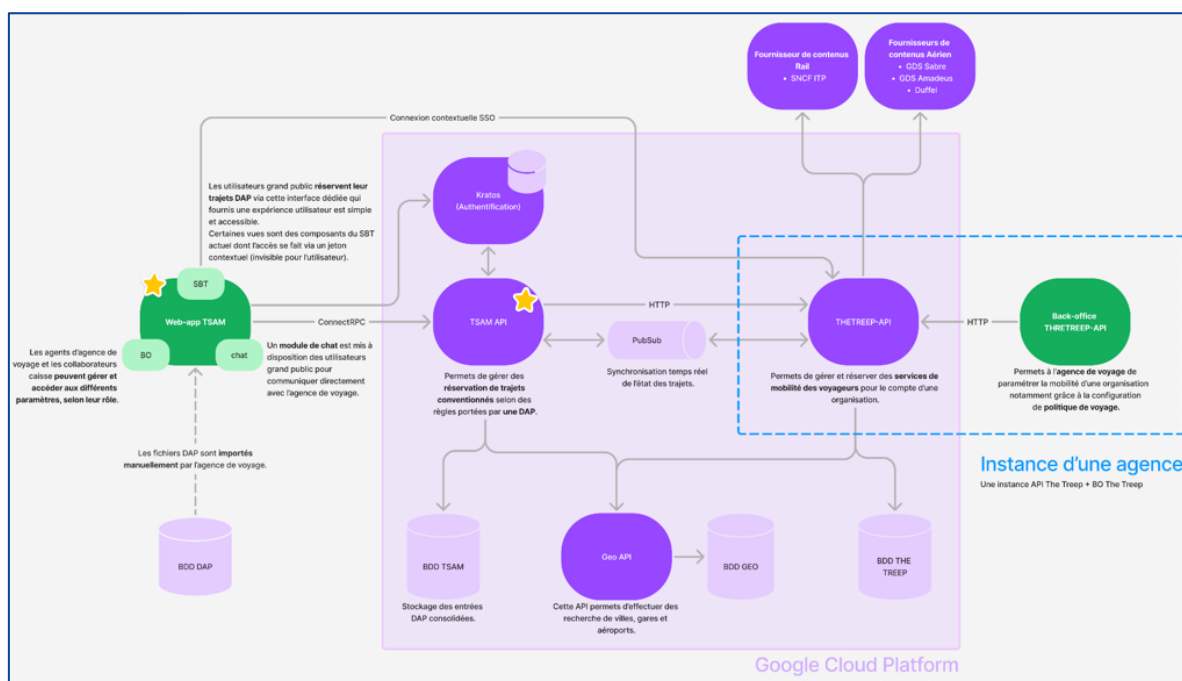 Fournisseur de contenus
Rail
• SNCF ITP
Fournisseurs de
contenus Aérien
• GDS Sabre
• GDS Amadeus
• Duffel
Connexion contextuelle SSO
Les utilisateurs grand public réservent leur
trajets DAP via cette interface dédiée qui
fournis une expérience utilisateur est simple
et accessible.
Certaines vues sont des composants du SBT
actuel dont l'accès se fait via un jeton
contextuel (invisible pour l'utilisateur).
Kratos
(Authentification)
SBT
Web-app TSAM
BO
chat
ConnectRPC
TSAM API
HTTP
THETREEP-API
HTTP
Back-office
THRETREEP-API
PubSub
Synchronisation temps réel
de l'état des trajets.
Les agents d'agence de
voyage et les collaborateurs
caisse peuvent gérer et
accéder aux différents
paramètres, selon leur rôle.
Un module de chat est mis à
disposition des utilisateurs
grand public pour
communiquer directement
avec l'agence de voyage.
Permets de gérer des
réservation de trajets
conventionnés selon des
règles portées par une DAP.
Permets de gérer et réserver des services de
mobilité des voyageurs pour le compte d'une
organisation.
Permets à l'agence de voyage de
paramétrer la mobilité d'une organisation
notamment grâce à la configuration
de politique de voyage.
Les fichiers DAP sont importés
manuellement par l'agence de voyage.
Instance d'une agence
Une instance API The Treep + BO The Treep
BDD DAP
BDD TSAM
Geo API
BDD GEO
BDD THE
TREEP
Stockage des entrées
DAP consolidées.
Cette API permets d'effectuer des
recherche de villes, gares et
aéroports.
Google Cloud Platform